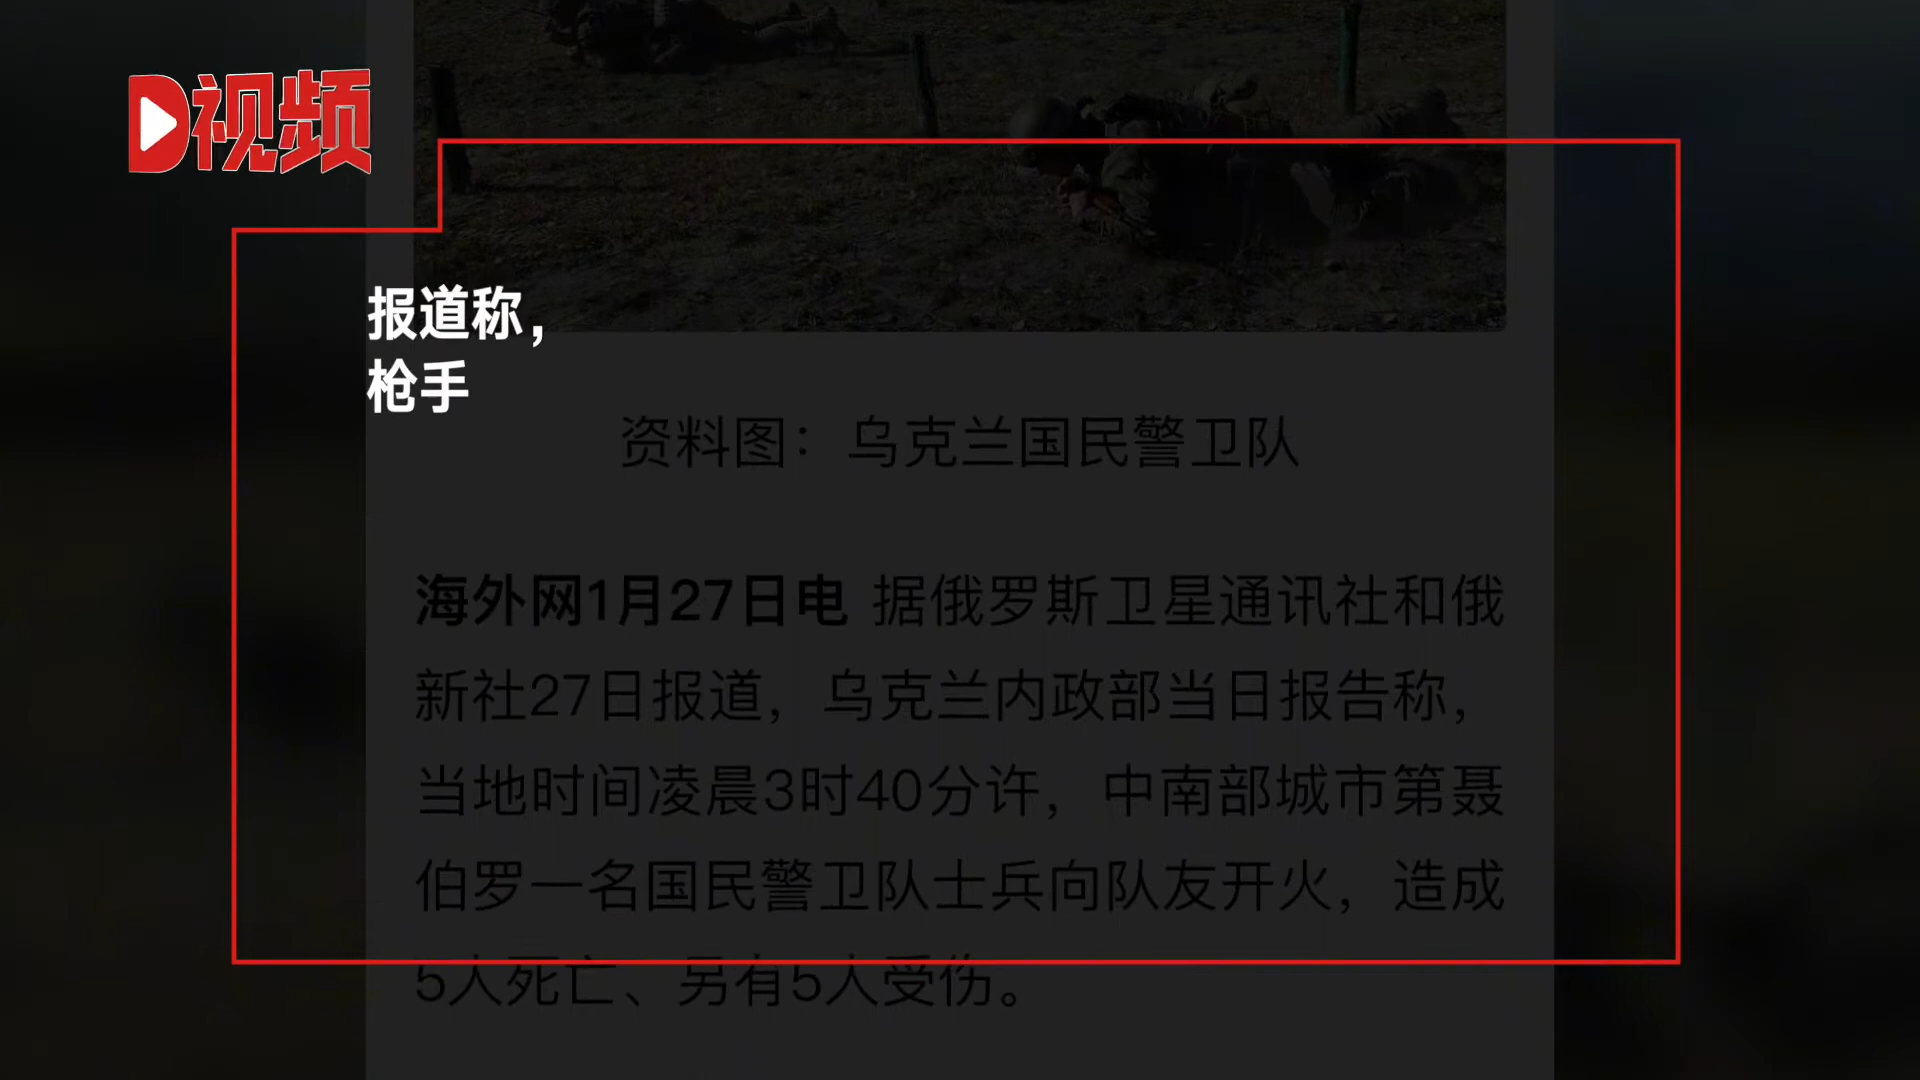 视频
报道称，
枪手
资料图：乌克兰国民警卫队
海外网1月27日电 据俄罗斯卫星通讯社和俄
新社27日报道，乌克兰内政部当日报告称，
当地时间凌晨3时40分许，中南部城市第聂
伯罗一名国民警卫队士兵向队友开火，造成
5人死亡、另有5人受伤。